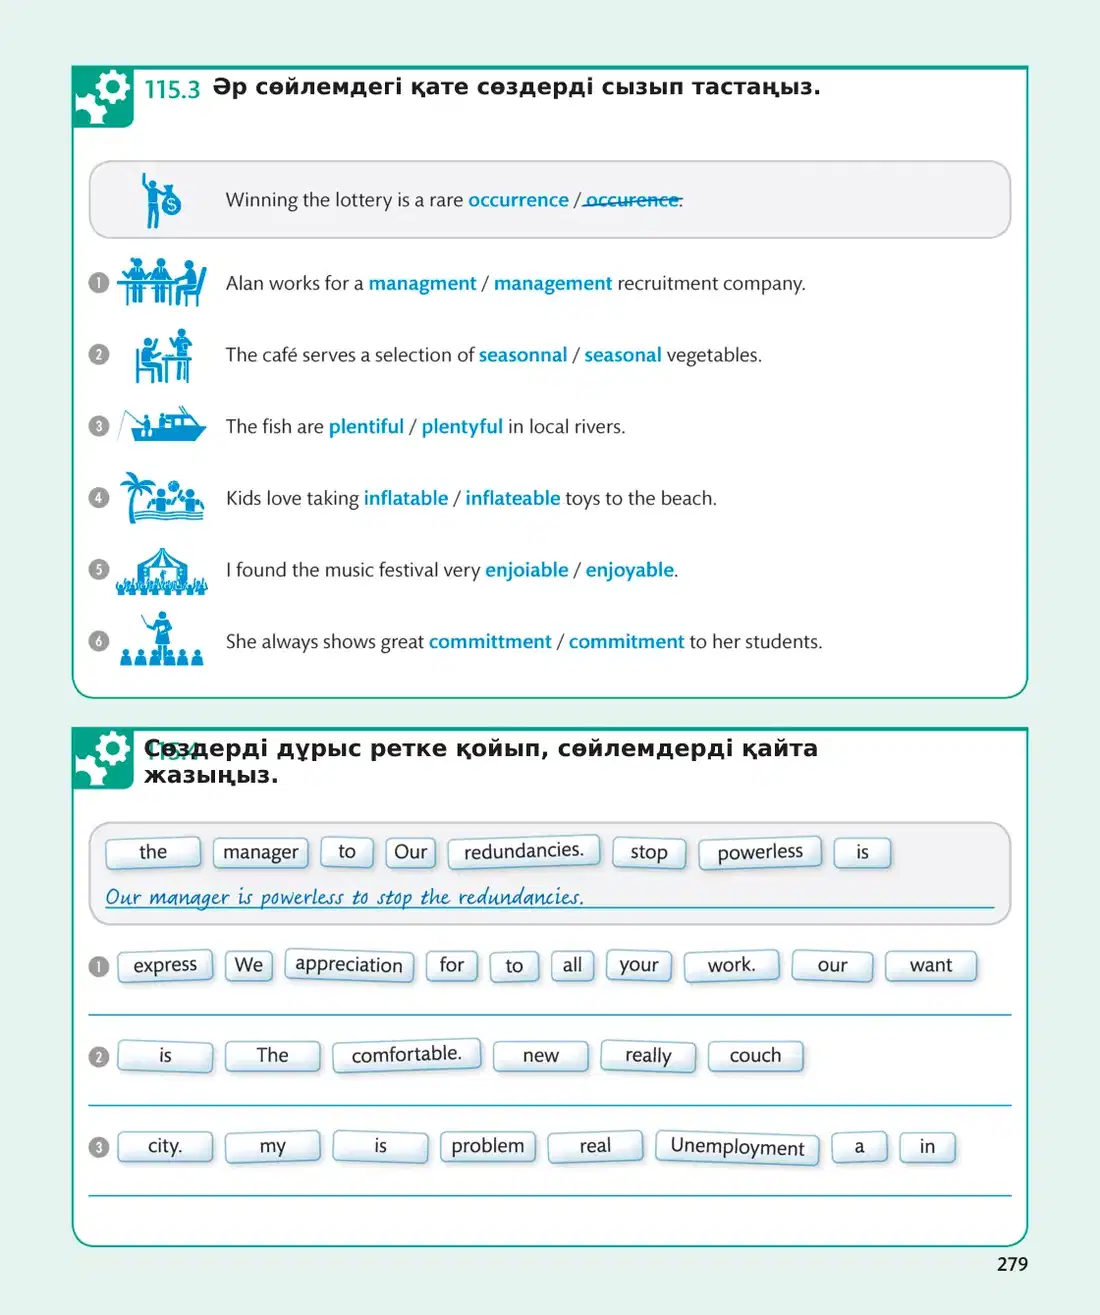 115.3 Әр сөйлемдегі қате сөздерді сызып тастаңыз.
Winning the lottery is a rare occurrence / occurence.
1 Alan works for a managment / management recruitment company.
2 The café serves a selection of seasonnal / seasonal vegetables.
3 The fish are plentiful / plentyful in local rivers.
4 Kids love taking inflatable / inflateable toys to the beach.
5 I found the music festival very enjoiable / enjoyable.
6 She always shows great committment / commitment to her students.
Сөздерді дұрыс ретке қойып, сөйлемдерді қайта
жазыңыз.
the manager to Our redundancies. stop powerless is
Our manager is powerless to stop the redundancies.
1 express We appreciation for to all your work. our want
2 is The comfortable. new really couch
3 city. my is problem real Unemployment a in
279